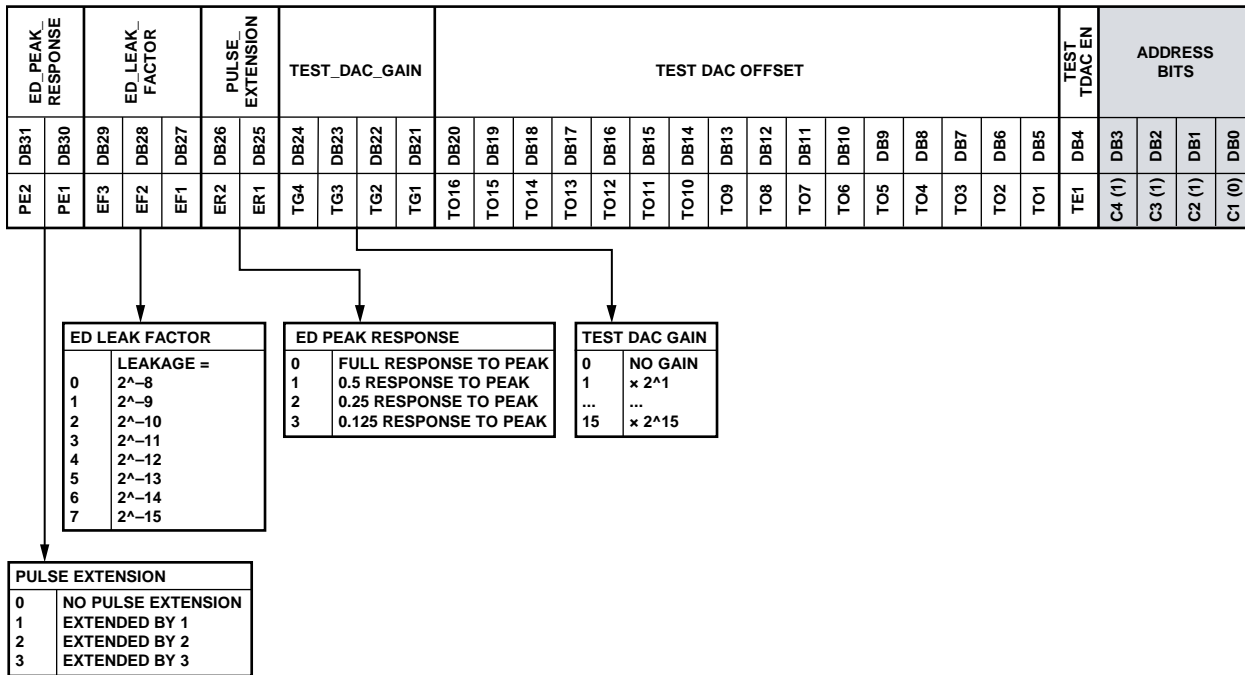 ED_PEAK_
RESPONSE
ED_LEAK_
FACTOR
PULSE_
EXTENSION
TEST_DAC_GAIN
TEST DAC OFFSET
TEST_
TDAC EN
ADDRESS
BITS
DB31 DB30 DB29 DB28 DB27 DB26 DB25 DB24 DB23 DB22 DB21 DB20 DB19 DB18 DB17 DB16 DB15 DB14 DB13 DB12 DB11 DB10 DB9 DB8 DB7 DB6 DB5 DB4 DB3 DB2 DB1 DB0
PE2 PE1 EF3 EF2 EF1 ER2 ER1 TG4 TG3 TG2 TG1 TO16 TO15 TO14 TO13 TO12 TO11 TO10 TO9 TO8 TO7 TO6 TO5 TO4 TO3 TO2 TO1 TE1 C4 (1) C3 (1) C2 (1) C1 (0)
ED LEAK FACTOR
LEAKAGE =
0 2^–8
1 2^–9
2 2^–10
3 2^–11
4 2^–12
5 2^–13
6 2^–14
7 2^–15
ED PEAK RESPONSE
0 FULL RESPONSE TO PEAK
1 0.5 RESPONSE TO PEAK
2 0.25 RESPONSE TO PEAK
3 0.125 RESPONSE TO PEAK
TEST DAC GAIN
0 NO GAIN
1 × 2^1
... ...
15 × 2^15
PULSE EXTENSION
0 NO PULSE EXTENSION
1 EXTENDED BY 1
2 EXTENDED BY 2
3 EXTENDED BY 3